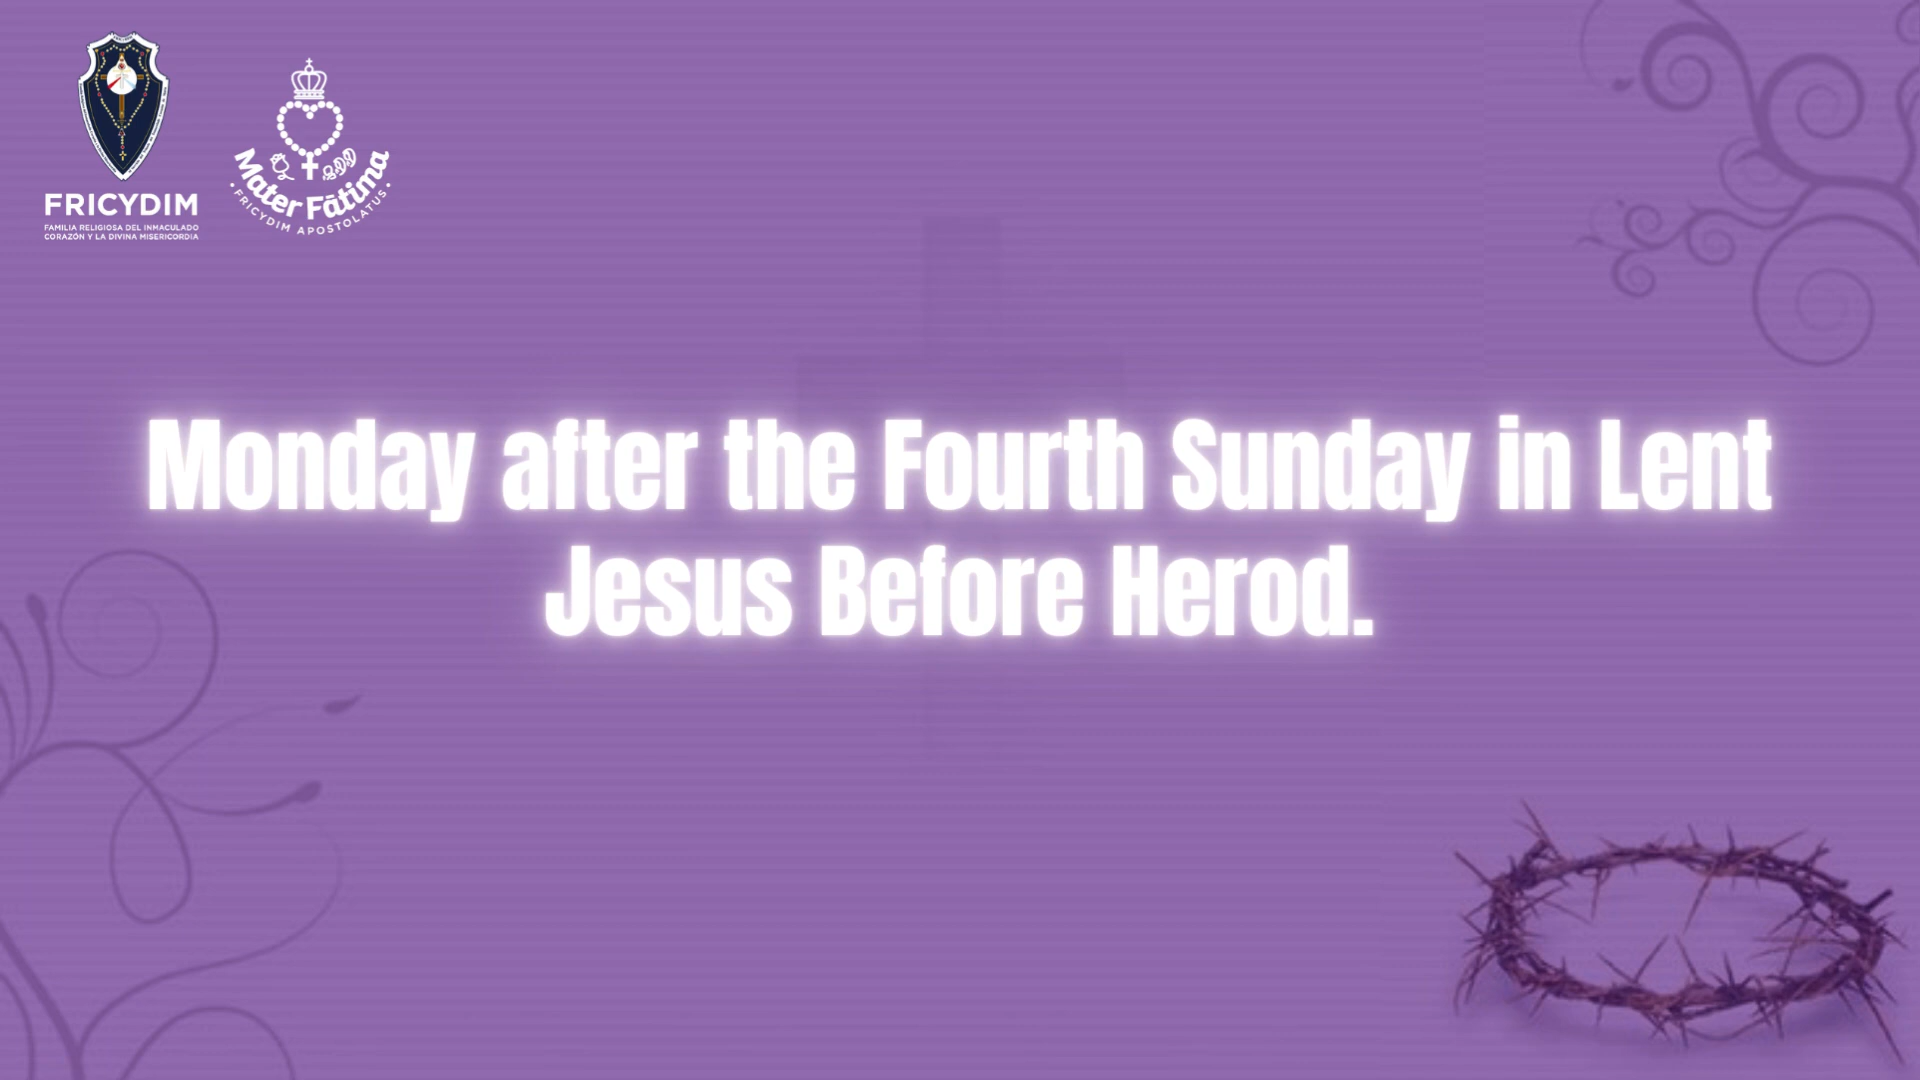 FRICYDIM
FAMILIA RELIGIOSA DEL INMACULADO
CORAZÓN Y LA DIVINA MISERICORDIA
Mater Fātima
• FRICYDIM APOSTOLATUS •
Monday after the Fourth Sunday in Lent
Jesus Before Herod.